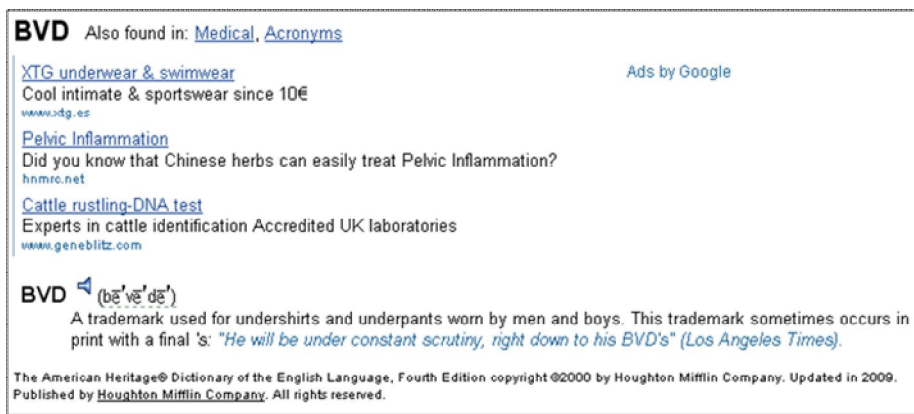 BVD Also found in: Medical, Acronyms
XTG underwear & swimwear
Ads by Google
Cool intimate & sportswear since 10€
www.xtg.es
Pelvic Inflammation
Did you know that Chinese herbs can easily treat Pelvic Inflammation?
hnmrc.net
Cattle rustling-DNA test
Experts in cattle identification Accredited UK laboratories
www.geneblitz.com
BVD (bē′vē′dē′)
A trademark used for undershirts and underpants worn by men and boys. This trademark sometimes occurs in
print with a final 's: "He will be under constant scrutiny, right down to his BVD's" (Los Angeles Times).
The American Heritage® Dictionary of the English Language, Fourth Edition copyright ©2000 by Houghton Mifflin Company. Updated in 2009.
Published by Houghton Mifflin Company. All rights reserved.